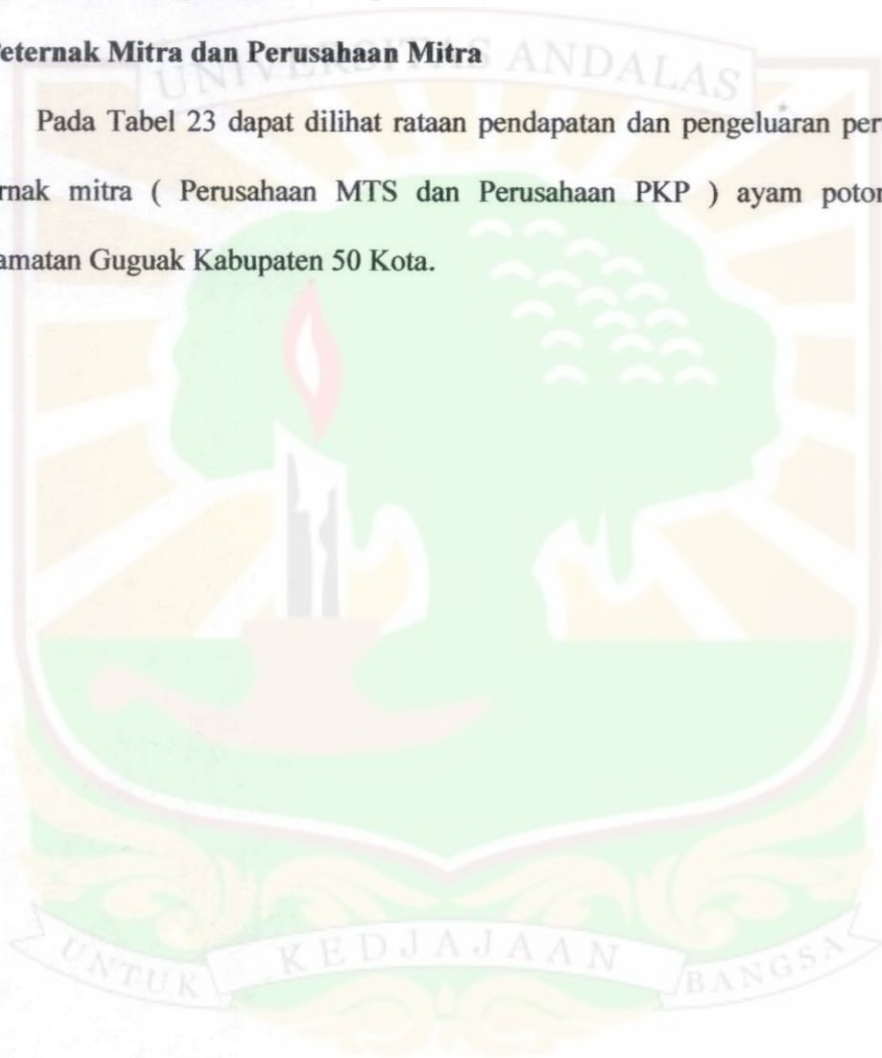 eternak Mitra dan Perusahaan Mitra
UNIVERSITAS ANDALAS
Pada Tabel 23 dapat dilihat rataan pendapatan dan pengeluaran per
rnak mitra ( Perusahaan MTS dan Perusahaan PKP ) ayam poton
amatan Guguak Kabupaten 50 Kota.
UNTUK KEDJAJAAN BANGSA